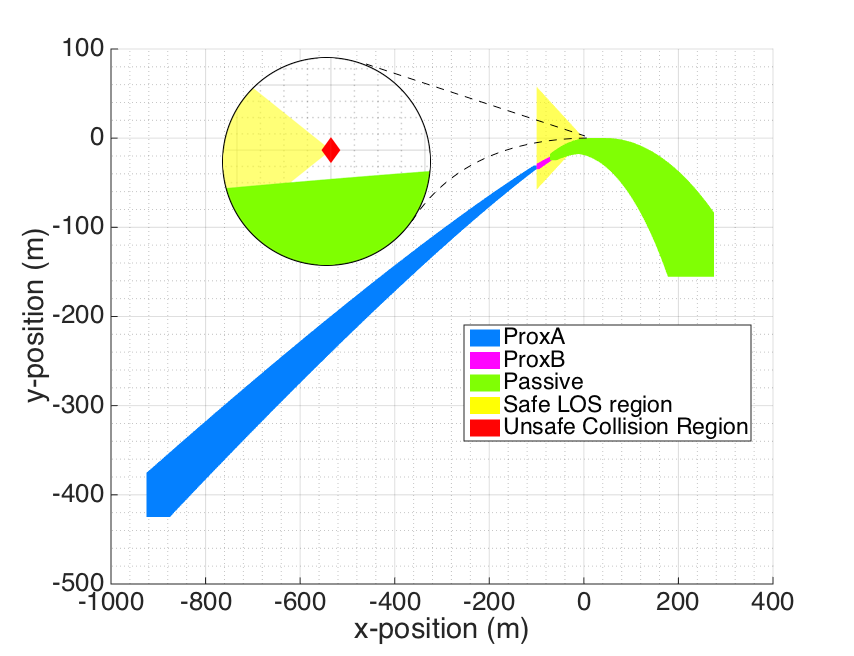 100
0
-100
-200
-300
-400
-500
y-position (m)
ProxA
ProxB
Passive
Safe LOS region
Unsafe Collision Region
-1000 -800 -600 -400 -200 0 200 400
x-position (m)